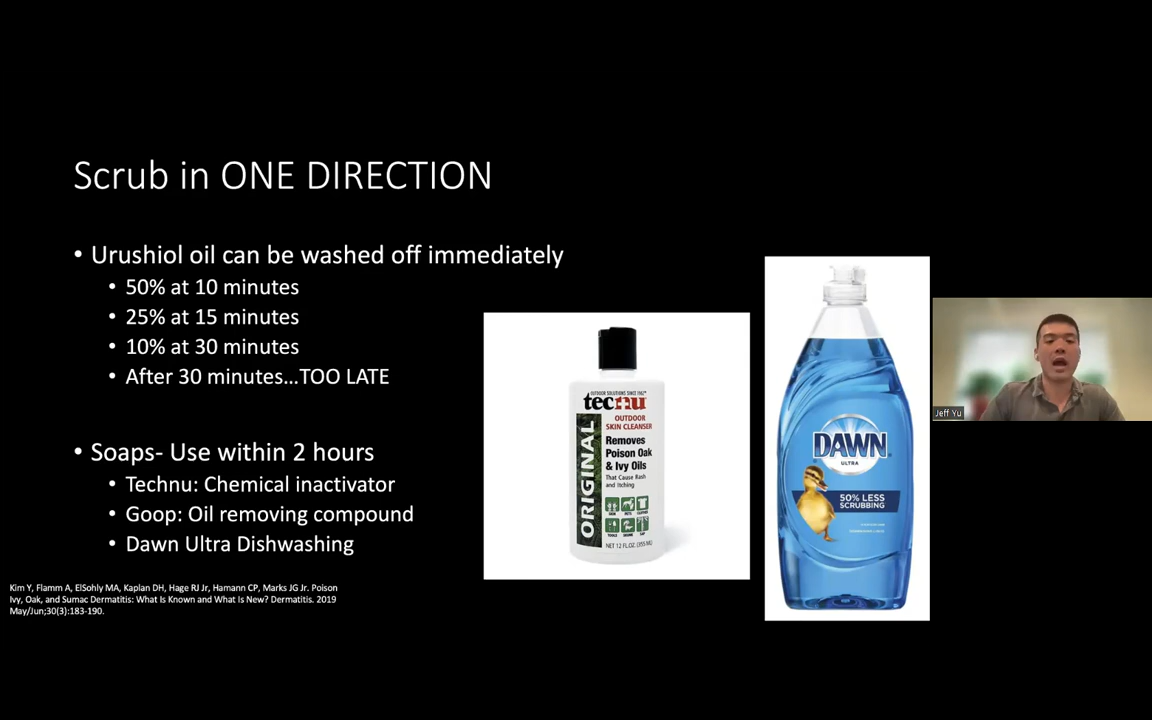 Scrub in ONE DIRECTION
• Urushiol oil can be washed off immediately
• 50% at 10 minutes
• 25% at 15 minutes
• 10% at 30 minutes
• After 30 minutes...TOO LATE
• Soaps- Use within 2 hours
• Technu: Chemical inactivator
• Goop: Oil removing compound
• Dawn Ultra Dishwashing
Kim Y, Flamm A, ElSohly MA, Kaplan DH, Hage RJ Jr, Hamann CP, Marks JG Jr. Poison
Ivy, Oak, and Sumac Dermatitis: What Is Known and What Is New? Dermatitis. 2019
May/Jun;30(3):183-190.
OUTDOOR SOLUTIONS SINCE 1962
tecnu
OUTDOOR
SKIN CLEANSER
ORIGINAL
Removes
Poison Oak
& Ivy Oils
That Cause Rash
and Itching
NET 12 FL.OZ. (355 ML)
DAWN
ULTRA
50% LESS
SCRUBBING
Jeff Yu